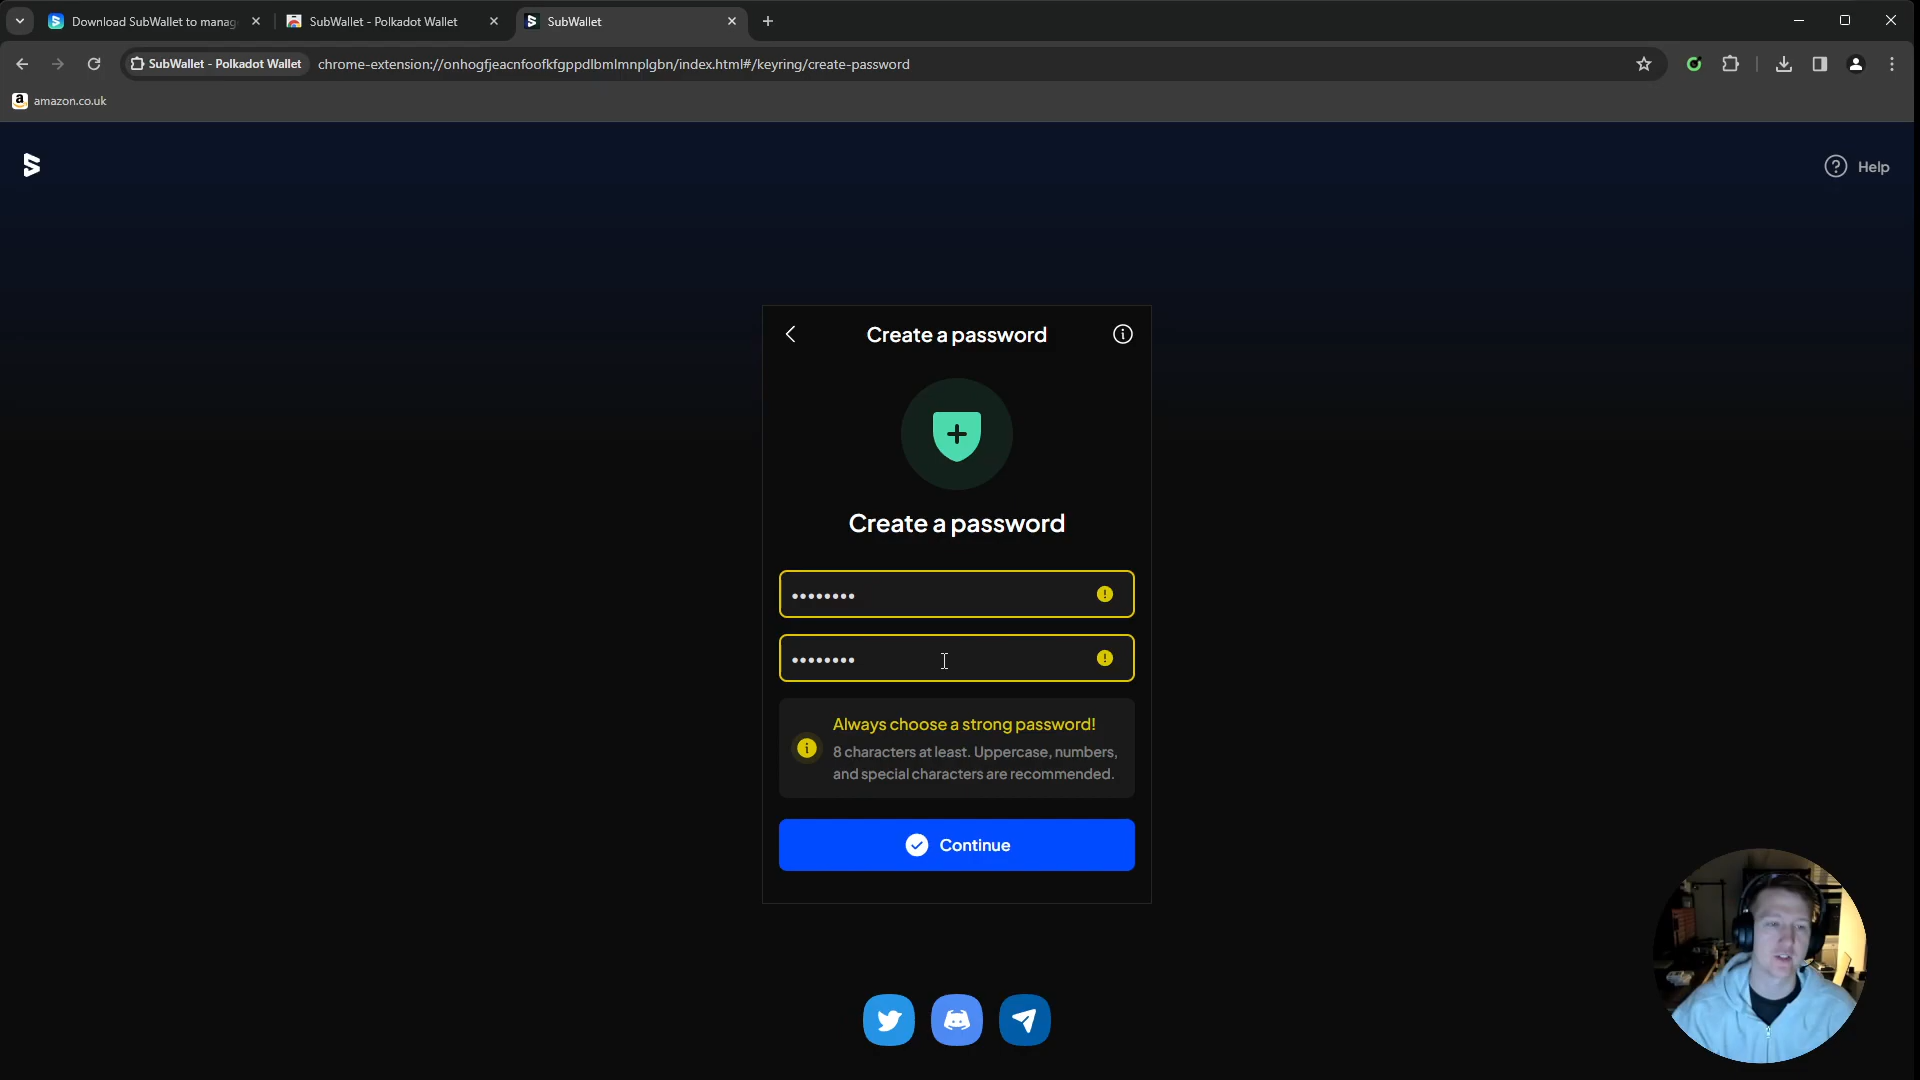 Download SubWallet to manag
SubWallet - Polkadot Wallet
SubWallet
SubWallet - Polkadot Wallet
chrome-extension://onhogfjeacnfoofkfgppdlbmlmnplgbn/index.html#/keyring/create-password
a
amazon.co.uk
? Help
Create a password
Create a password
••••••••
••••••••
Always choose a strong password!
8 characters at least. Uppercase, numbers,
and special characters are recommended.
Continue